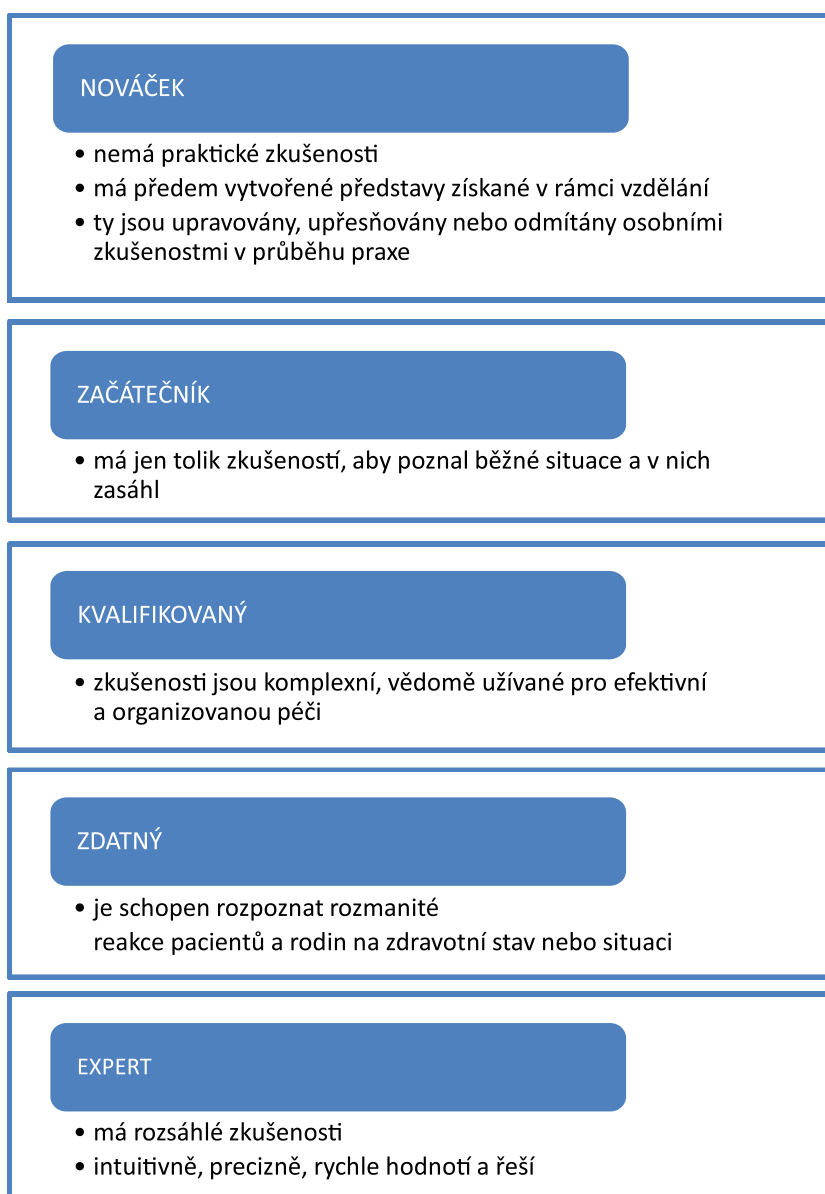 NOVÁČEK
• nemá praktické zkušenosti
• má předem vytvořené představy získané v rámci vzdělání
• ty jsou upravovány, upřesňovány nebo odmítány osobními
zkušenostmi v průběhu praxe
ZAČÁTEČNÍK
• má jen tolik zkušeností, aby poznal běžné situace a v nich
zasáhl
KVALIFIKOVANÝ
• zkušenosti jsou komplexní, vědomě užívané pro efektivní
a organizovanou péči
ZDATNÝ
• je schopen rozpoznat rozmanité
reakce pacientů a rodin na zdravotní stav nebo situaci
EXPERT
• má rozsáhlé zkušenosti
• intuitivně, precizně, rychle hodnotí a řeší